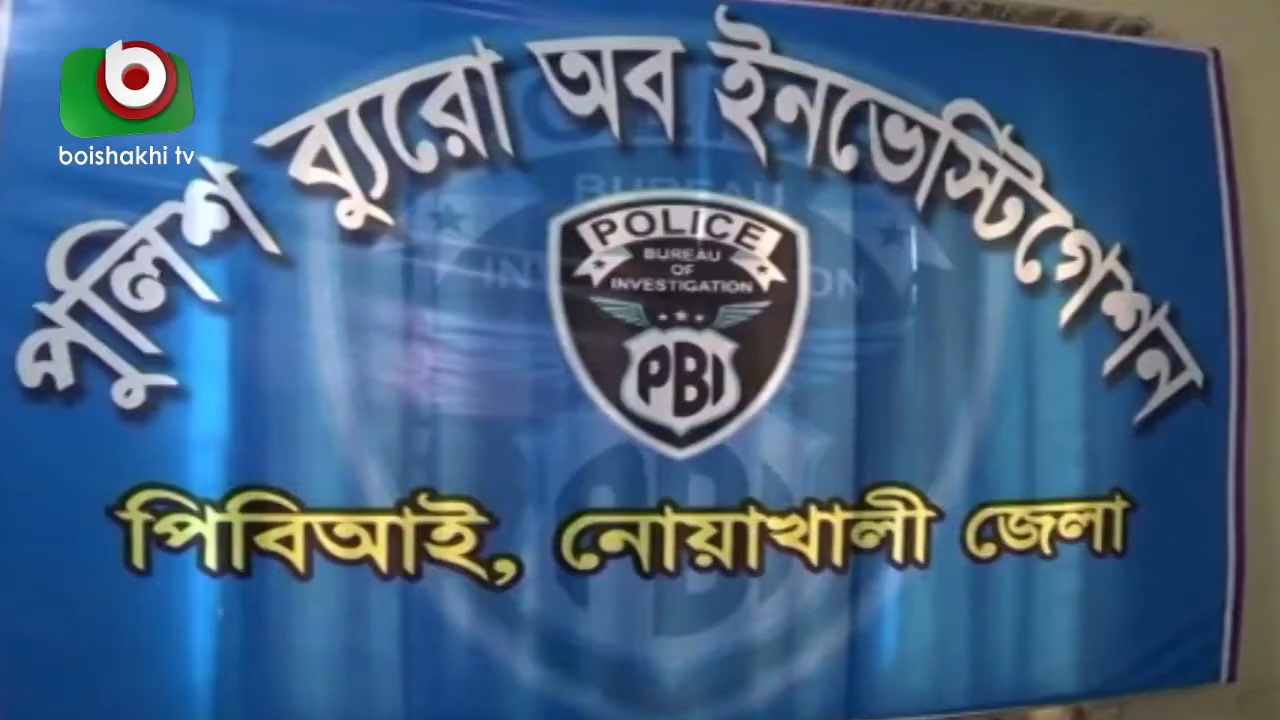 boishakhi tv
পুলিশ ব্যুরো অব ইনভেস্টিগেশন
POLICE
BUREAU
OF
INVESTIGATION
PBI
পিবিআই, নোয়াখালী জেলা